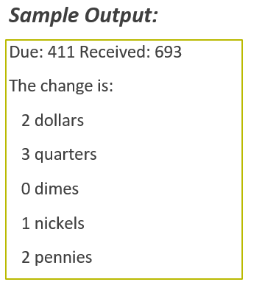 Sample Output:
Due: 411 Received: 693
The change is:
2 dollars
3 quarters
0 dimes
1 nickels
2 pennies